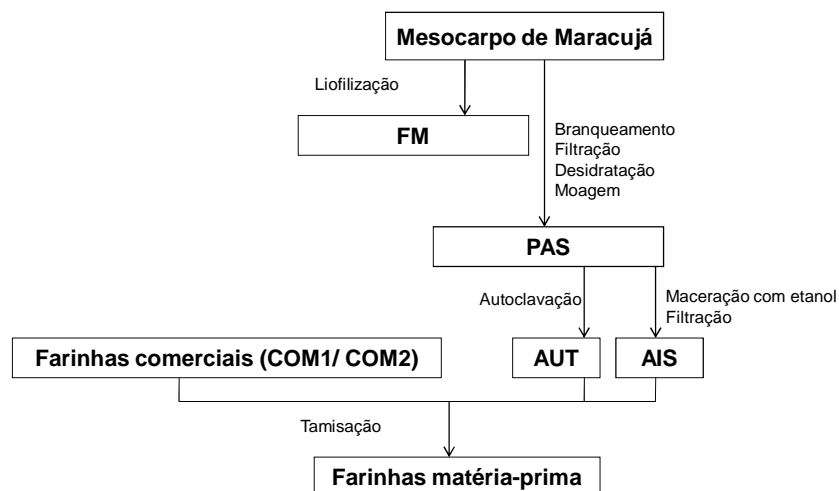 Mesocarpo de Maracujá
Liofilização
FM
Branqueamento
Filtração
Desidratação
Moagem
PAS
Autoclavação
Maceração com etanol
Filtração
Farinhas comerciais (COM1/ COM2)
AUT
AIS
Tamisação
Farinhas matéria-prima